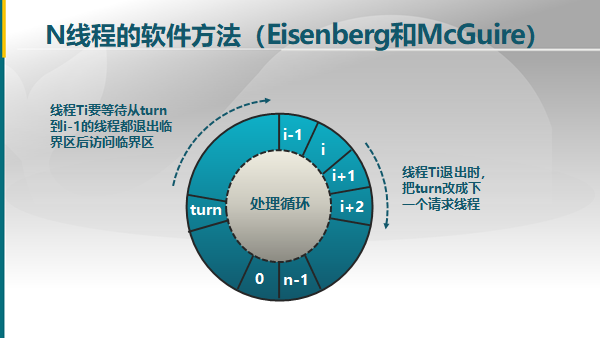 N线程的软件方法（Eisenberg和McGuire）
线程Ti要等待从turn
到i-1的线程都退出临
界区后访问临界区
i-1
i
i+1
i+2
线程Ti退出时，
把turn改成下
一个请求线程
处理循环
turn
0
n-1